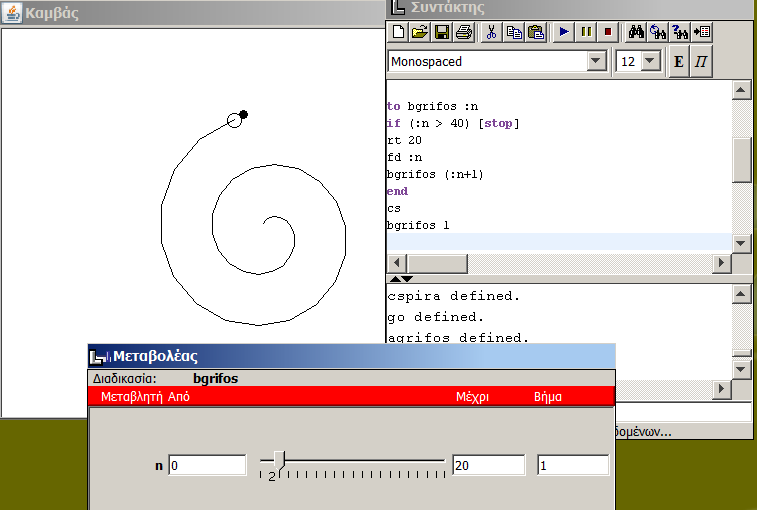 Καμβάς
Συντάκτης
Monospaced
12
E
Π
to bgrifos :n
if (:n > 40) [stop]
rt 20
fd :n
bgrifos (:n+1)
end
cs
bgrifos 1
cspira defined.
go defined.
agrifos defined.
Μεταβολέας
Διαδικασία: bgrifos
Μεταβλητή Από Μέχρι Βήμα
n 0 2 20 1
δομένων...